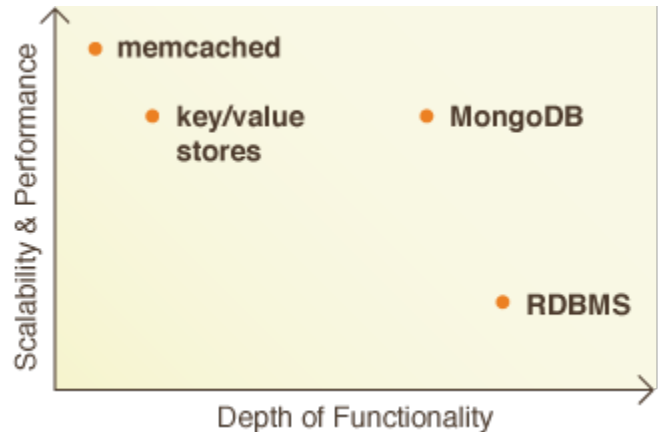 Scalability & Performance
memcached
key/value
stores
MongoDB
RDBMS
Depth of Functionality